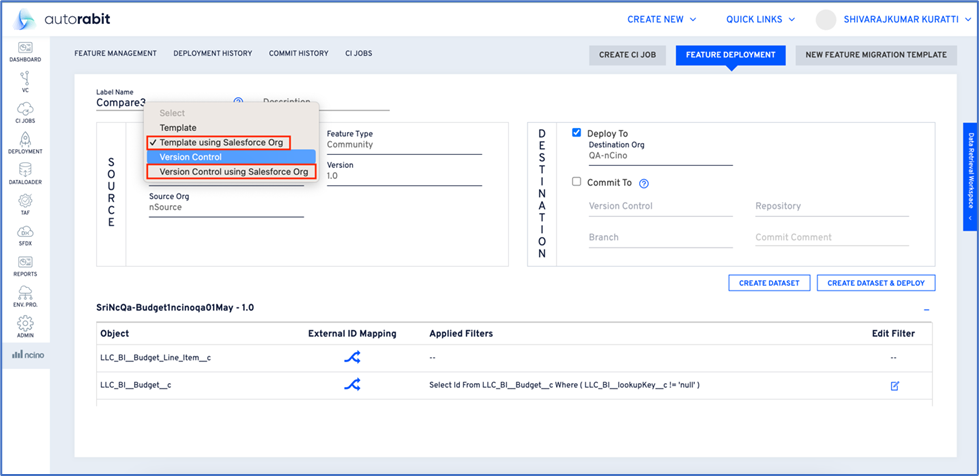 autorabit
CREATE NEW
QUICK LINKS
SHIVARAJKUMAR KURATTI
DASHBOARD
VC
CI JOBS
DEPLOYMENT
DATALOADER
TAF
SFDX
REPORTS
ENV. PRO.
ADMIN
ncino
FEATURE MANAGEMENT
DEPLOYMENT HISTORY
COMMIT HISTORY
CI JOBS
CREATE CI JOB
FEATURE DEPLOYMENT
NEW FEATURE MIGRATION TEMPLATE
Label Name
Compare3
Description
Select
Template
✓ Template using Salesforce Org
Version Control
Version Control using Salesforce Org
SOURCE
Feature Type
Community
Version
1.0
Source Org
nSource
DESTINATION
Deploy To
Destination Org
QA-nCino
Commit To
Version Control
Repository
Branch
Commit Comment
Data Retrieval Workspace
CREATE DATASET
CREATE DATASET & DEPLOY
SriNcQa-Budget1ncinoqa01May - 1.0
Object
External ID Mapping
Applied Filters
Edit Filter
LLC_BI__Budget_Line_Item__c
--
--
LLC_BI__Budget__c
Select Id From LLC_BI__Budget__c Where ( LLC_BI__lookupKey__c != 'null' )